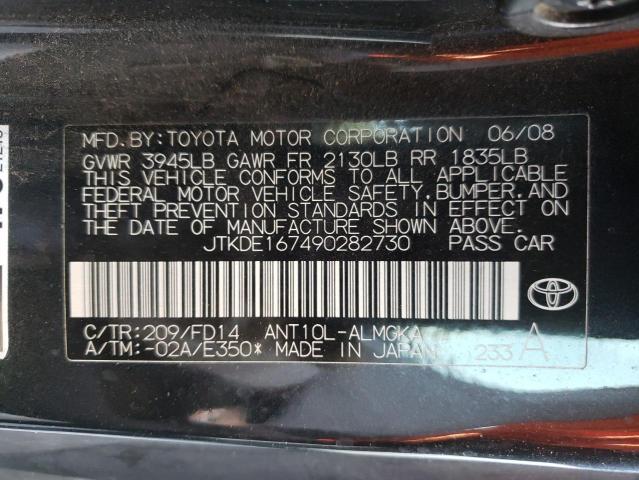 MFD.BY:TOYOTA MOTOR CORPORATION 06/08
GVWR 3945LB GAWR FR 2130LB RR 1835LB
THIS VEHICLE CONFORMS TO ALL APPLICABLE
FEDERAL MOTOR VEHICLE SAFETY,BUMPER,AND
THEFT PREVENTION STANDARDS IN EFFECT ON
THE DATE OF MANUFACTURE SHOWN ABOVE.
JTKDE167490282730 PASS CAR
C/TR:209/FD14 ANT10L-ALMGKA
A/TM:-02A/E350* MADE IN JAPAN 233 A